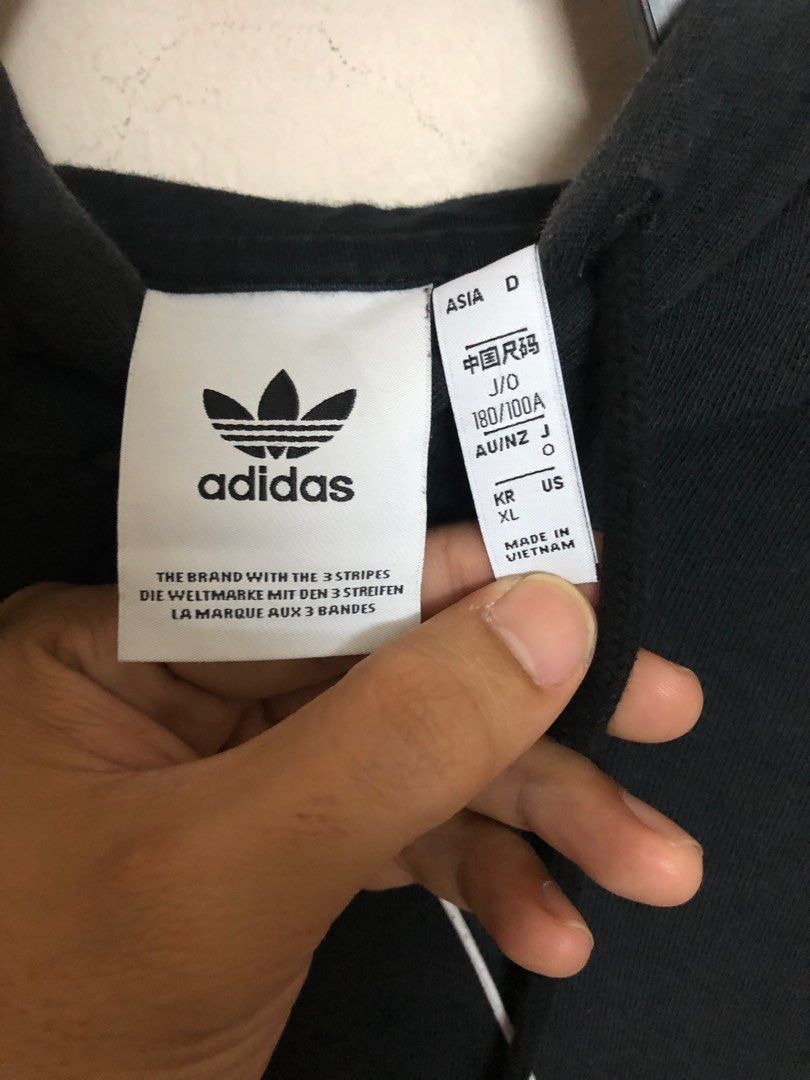 adidas
THE BRAND WITH THE 3 STRIPES
DIE WELTMARKE MIT DEN 3 STREIFEN
LA MARQUE AUX 3 BANDES
ASIA D
中国尺码
J/O
180/100A
AU/NZ J
O
KR US
XL
MADE IN
VIETNAM